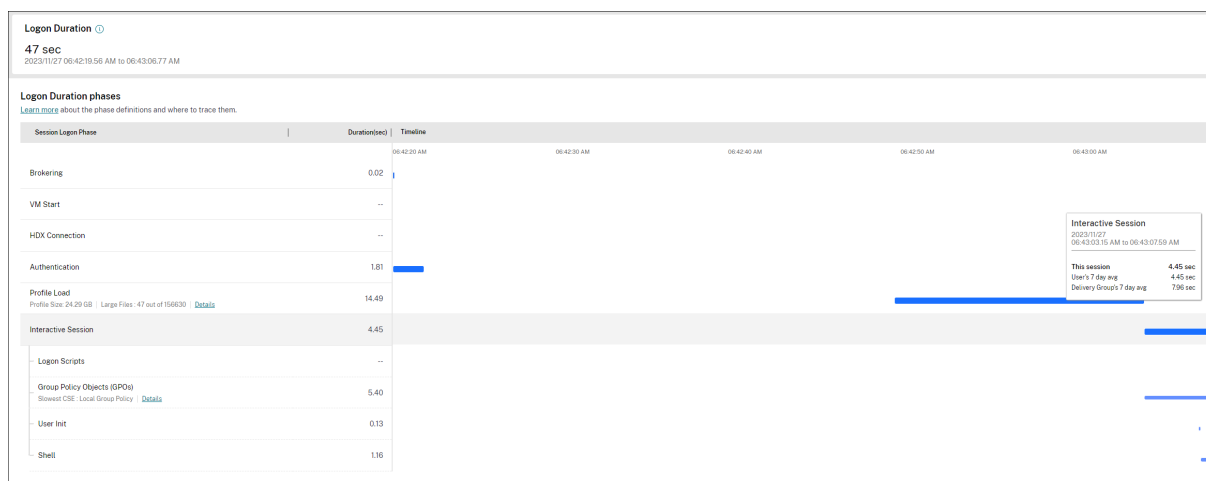 Logon Duration
47 sec
2023/11/27 06:42:19.56 AM to 06:43:06.77 AM
Logon Duration phases
Learn more about the phase definitions and where to trace them.
Session Logon Phase | Duration(sec) | Timeline
06:42:20 AM 06:42:30 AM 06:42:40 AM 06:42:50 AM 06:43:00 AM
Brokering 0.02
VM Start --
HDX Connection --
Interactive Session
2023/11/27
06:43:03.15 AM to 06:43:07.59 AM
This session 4.45 sec
User's 7 day avg 4.45 sec
Delivery Group's 7 day avg 7.96 sec
Authentication 1.81
Profile Load 14.49
Profile Size: 24.29 GB | Large Files : 47 out of 156630 | Details
Interactive Session 4.45
Logon Scripts --
Group Policy Objects (GPOs) 5.40
Slowest CSE : Local Group Policy | Details
User Init 0.13
Shell 1.16